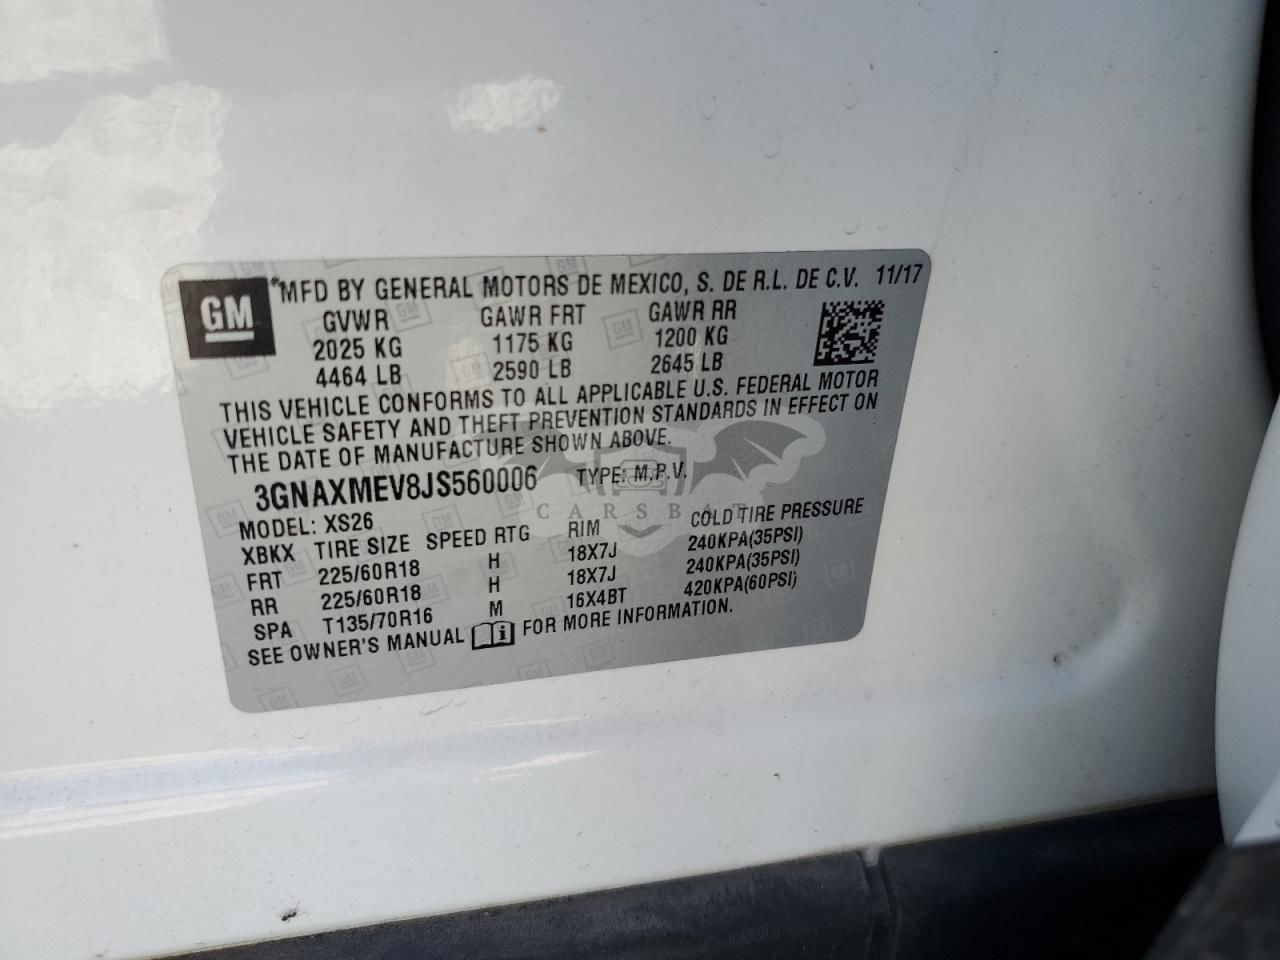 GM
®MFD BY GENERAL MOTORS DE MEXICO, S. DE R.L. DE C.V. 11/17
GVWR GAWR FRT GAWR RR
2025 KG 1175 KG 1200 KG
4464 LB 2590 LB 2645 LB
THIS VEHICLE CONFORMS TO ALL APPLICABLE U.S. FEDERAL MOTOR
VEHICLE SAFETY AND THEFT PREVENTION STANDARDS IN EFFECT ON
THE DATE OF MANUFACTURE SHOWN ABOVE.
3GNAXMEV8JS560006 TYPE: M.P.V.
CARSBAT
MODEL: XS26
XBKX TIRE SIZE SPEED RTG RIM COLD TIRE PRESSURE
FRT 225/60R18 H 18X7J 240KPA(35PSI)
RR 225/60R18 H 18X7J 240KPA(35PSI)
SPA T135/70R16 M 16X4BT 420KPA(60PSI)
SEE OWNER'S MANUAL i FOR MORE INFORMATION.